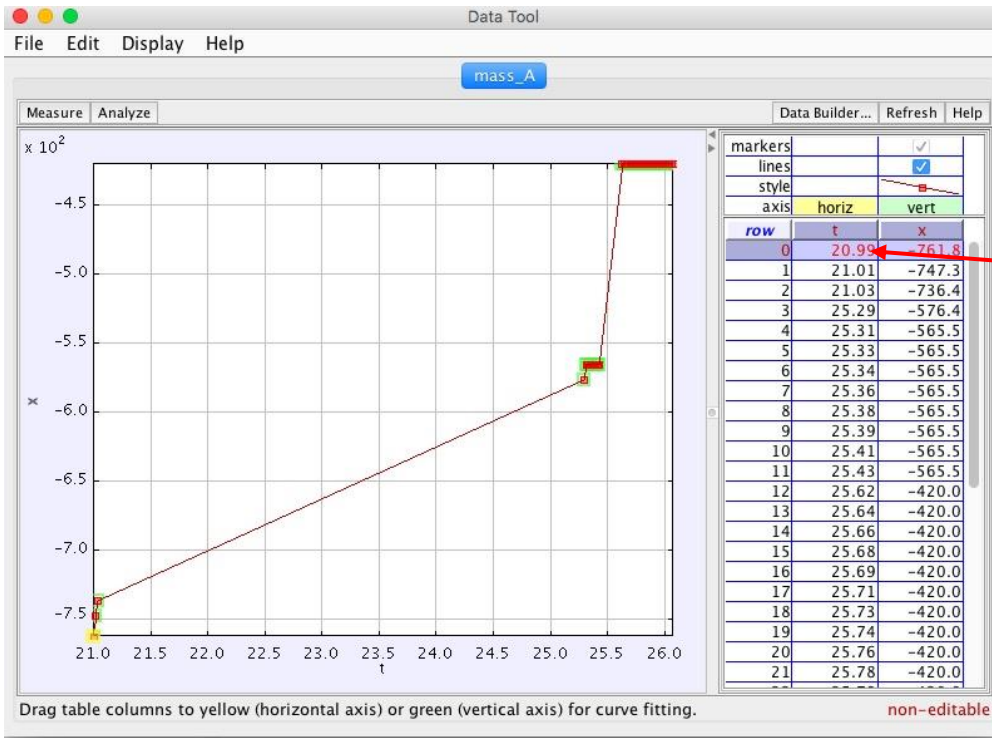 Data Tool
File Edit Display Help
mass_A
Measure Analyze Data Builder... Refresh Help
x 10²
-4.5
-5.0
-5.5
-6.0
-6.5
-7.0
-7.5
x
21.0 21.5 22.0 22.5 23.0 23.5 24.0 24.5 25.0 25.5 26.0
t
markers
lines
style
axis horiz vert
row t x
0 20.99 -761.8
1 21.01 -747.3
2 21.03 -736.4
3 25.29 -576.4
4 25.31 -565.5
5 25.33 -565.5
6 25.34 -565.5
7 25.36 -565.5
8 25.38 -565.5
9 25.39 -565.5
10 25.41 -565.5
11 25.43 -565.5
12 25.62 -420.0
13 25.64 -420.0
14 25.66 -420.0
15 25.68 -420.0
16 25.69 -420.0
17 25.71 -420.0
18 25.73 -420.0
19 25.74 -420.0
20 25.76 -420.0
21 25.78 -420.0
Drag table columns to yellow (horizontal axis) or green (vertical axis) for curve fitting. non-editable